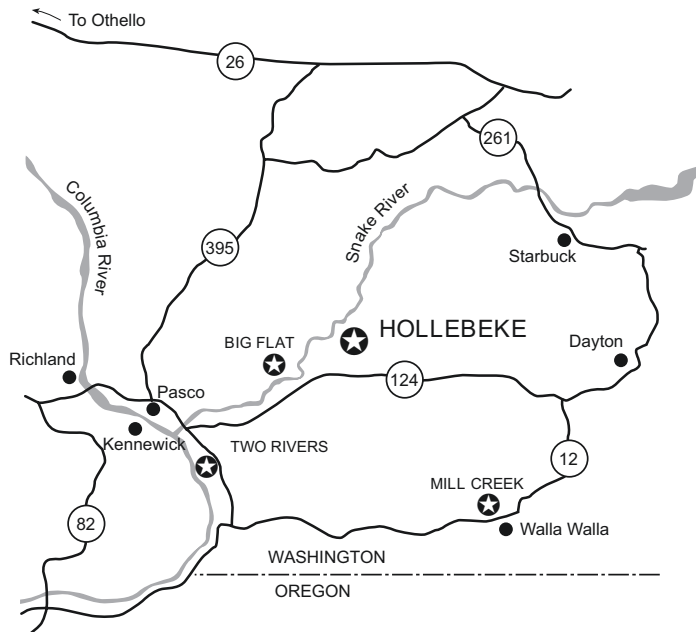 To Othello
26
261
Columbia River
Snake River
395
Starbuck
HOLLEBEKE
BIG FLAT
Dayton
Richland
124
Pasco
Kennewick
TWO RIVERS
12
MILL CREEK
82
Walla Walla
WASHINGTON
OREGON